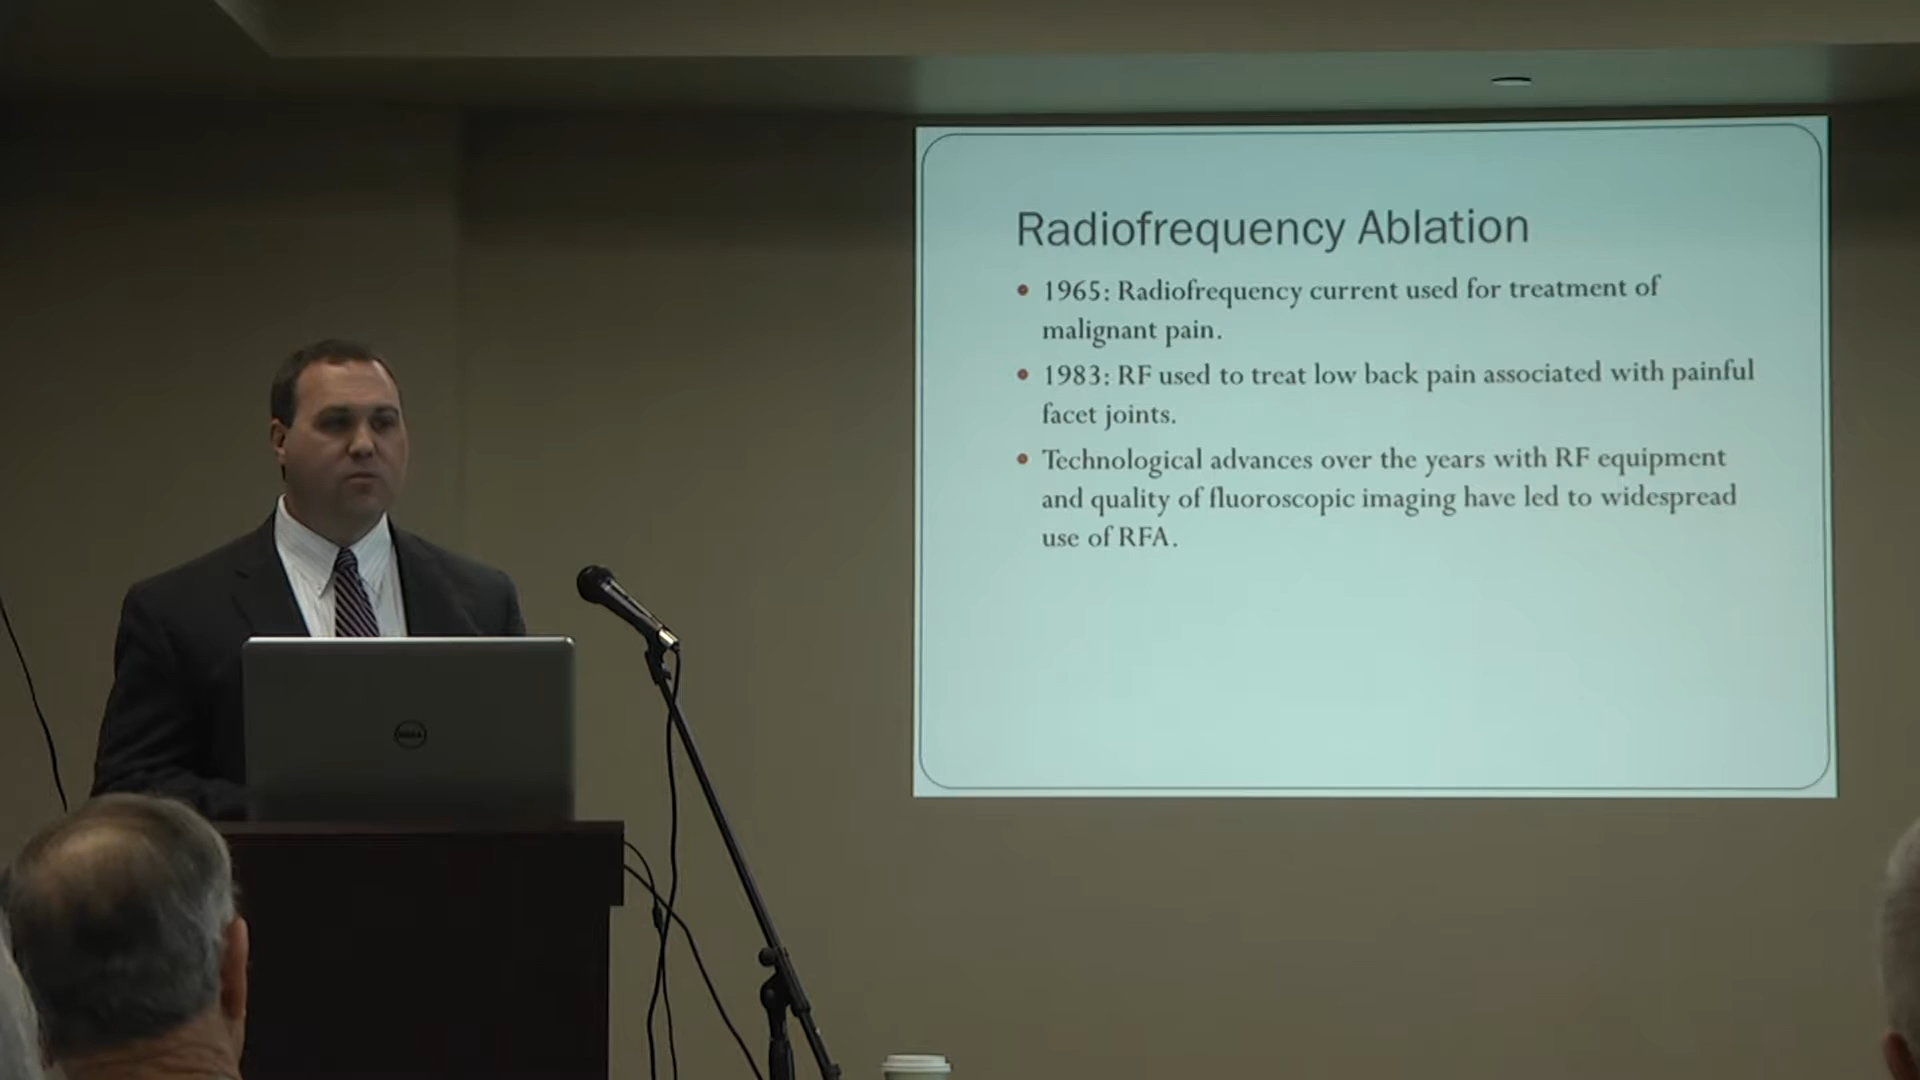 Radiofrequency Ablation
• 1965: Radiofrequency current used for treatment of
malignant pain.
• 1983: RF used to treat low back pain associated with painful
facet joints.
• Technological advances over the years with RF equipment
and quality of fluoroscopic imaging have led to widespread
use of RFA.
DELL